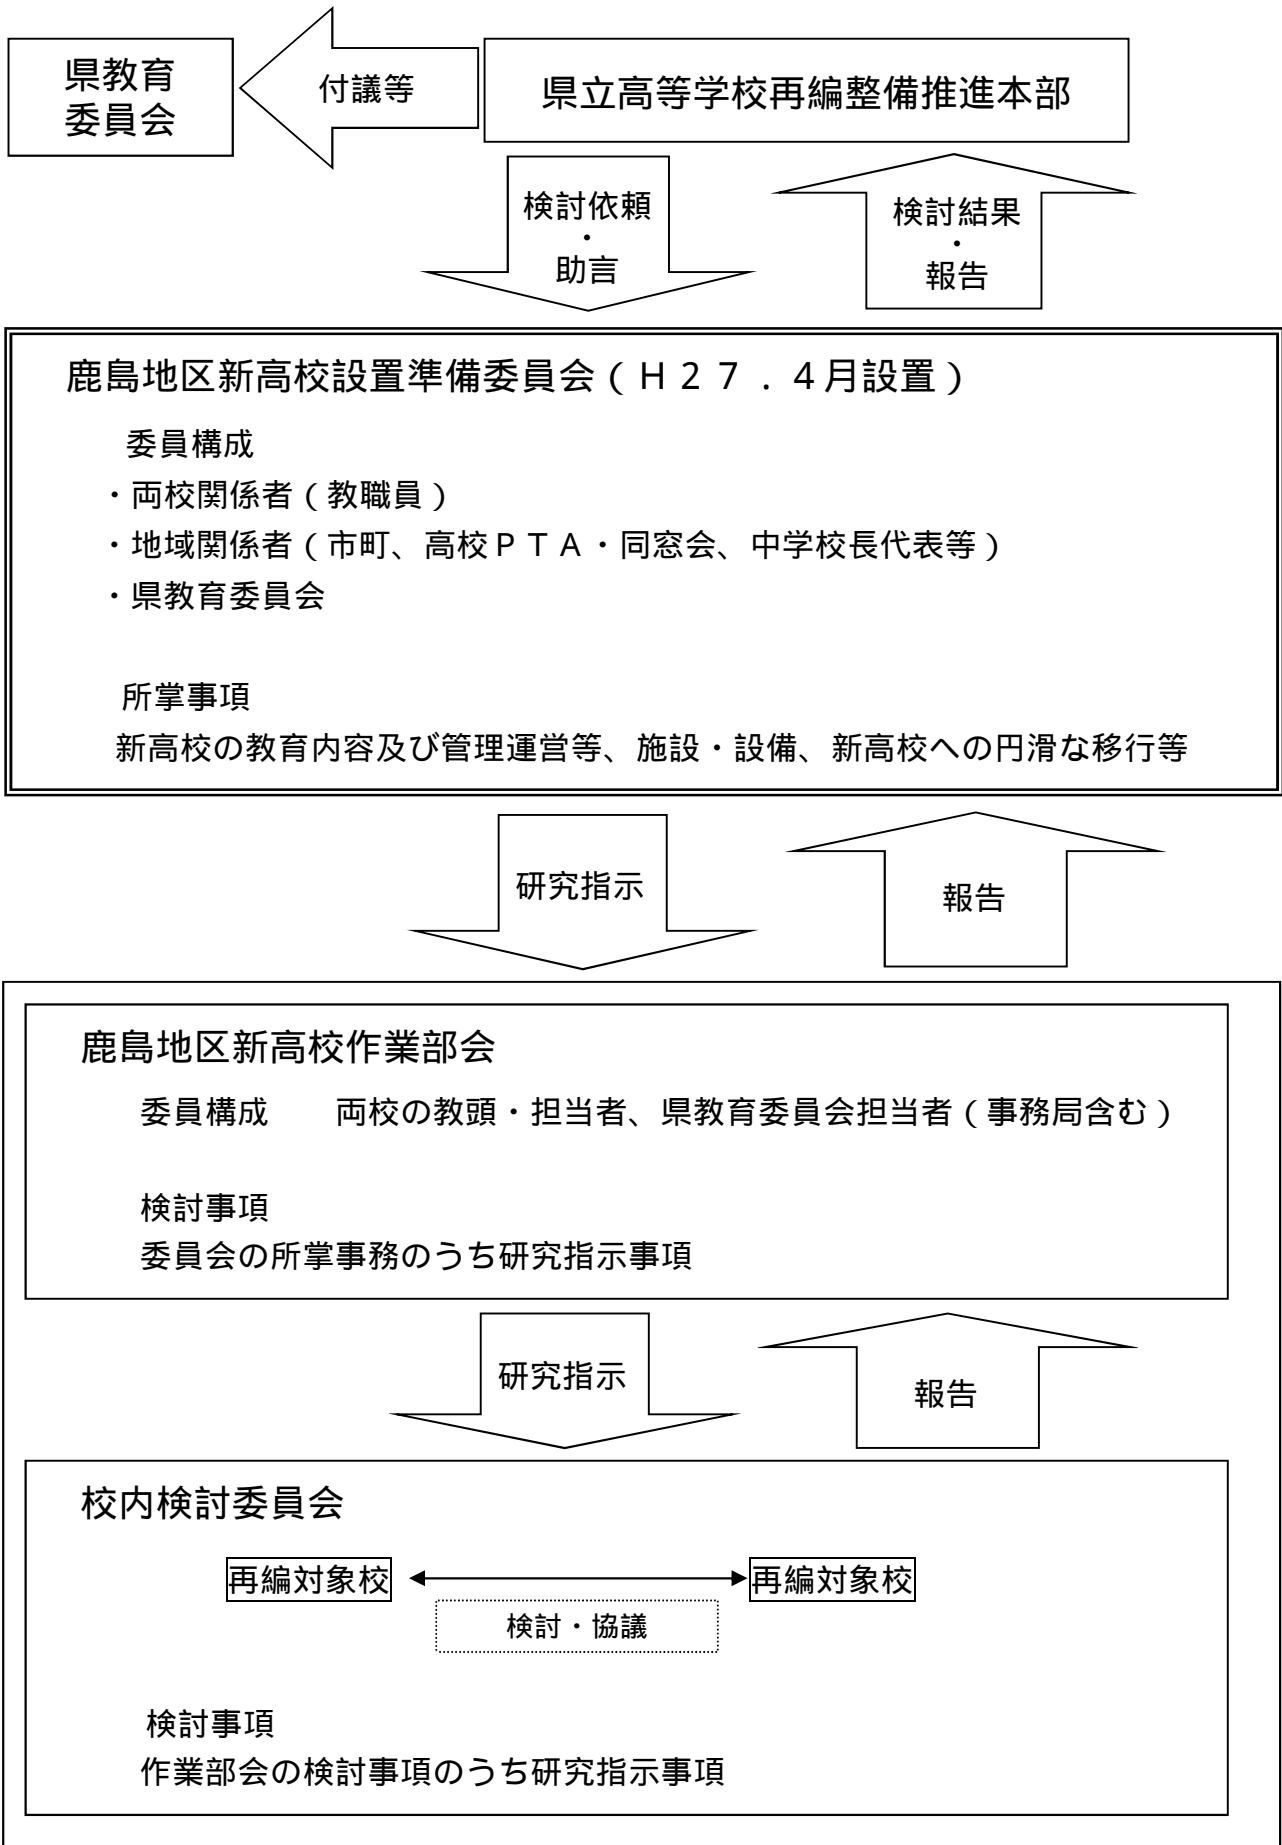 県教育
委員会
付議等
県立高等学校再編整備推進本部
検討依頼
・
助言
検討結果
・
報告
鹿島地区新高校設置準備委員会（Ｈ２７．４月設置）
委員構成
・両校関係者（教職員）
・地域関係者（市町、高校ＰＴＡ・同窓会、中学校長代表等）
・県教育委員会
所掌事項
新高校の教育内容及び管理運営等、施設・設備、新高校への円滑な移行等
研究指示
報告
鹿島地区新高校作業部会
委員構成　　両校の教頭・担当者、県教育委員会担当者（事務局含む）
検討事項
委員会の所掌事務のうち研究指示事項
研究指示
報告
校内検討委員会
再編対象校
再編対象校
検討・協議
検討事項
作業部会の検討事項のうち研究指示事項